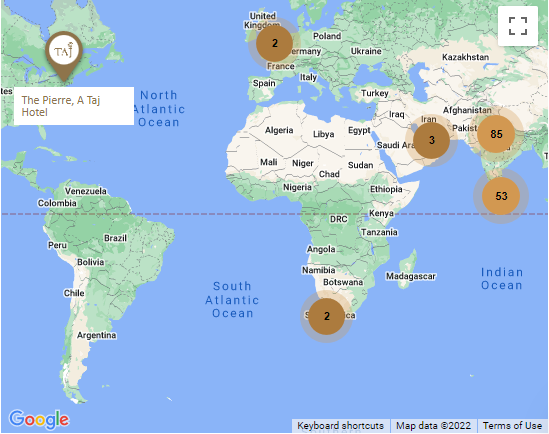 United
Kingdom
2
Poland
Germany
Ukraine
France
Kazakhstan
Spain
Italy
Turkey
TAJ
The Pierre, A Taj
Hotel
North
Atlantic
Ocean
Afghanistan
Iraq
Iran
Pakist
85
Algeria
Libya
Egypt
Saudi Ara
3
Mali
Niger
Sudan
Chad
Nigeria
Ethiopia
53
Venezuela
Colombia
DRC
Kenya
Tanzania
Peru
Brazil
Angola
Bolivia
Namibia
Botswana
Madagascar
Indian
Ocean
Chile
South
Atlantic
Ocean
2
Argentina
Google
Keyboard shortcuts
Map data ©2022
Terms of Use